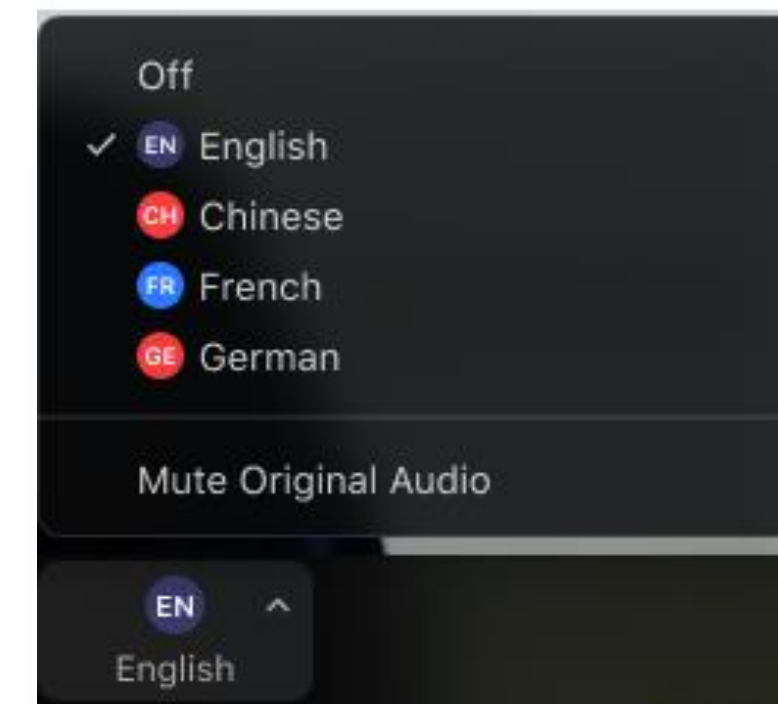 Off
EN English
CH Chinese
FR French
GE German
Mute Original Audio
EN
English